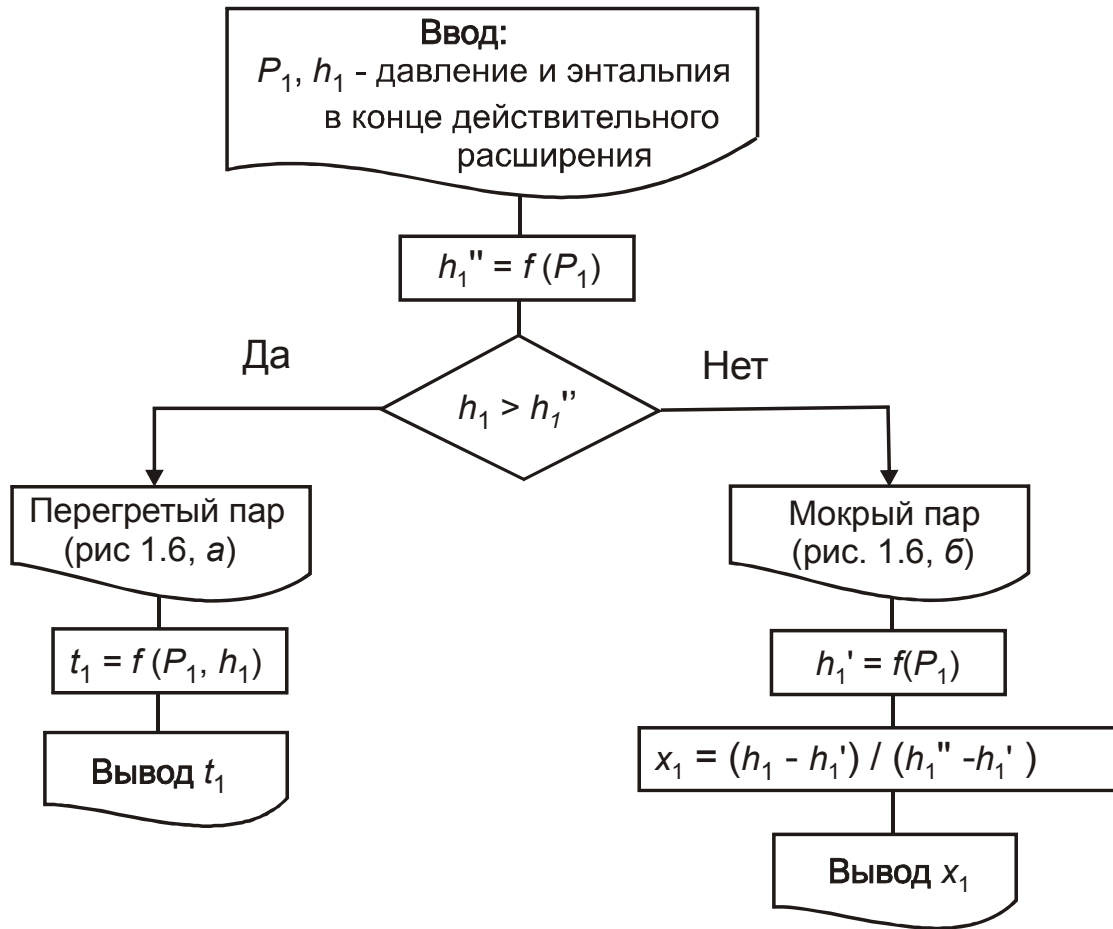 Ввод:
P₁, h₁ - давление и энтальпия
в конце действительного
расширения
h₁'' = f (P₁)
Да
Нет
h₁ > h₁''
Перегретый пар
(рис 1.6, а)
t₁ = f (P₁, h₁)
Вывод t₁
Мокрый пар
(рис. 1.6, б)
h₁' = f(P₁)
x₁ = (h₁ - h₁') / (h₁'' -h₁' )
Вывод x₁